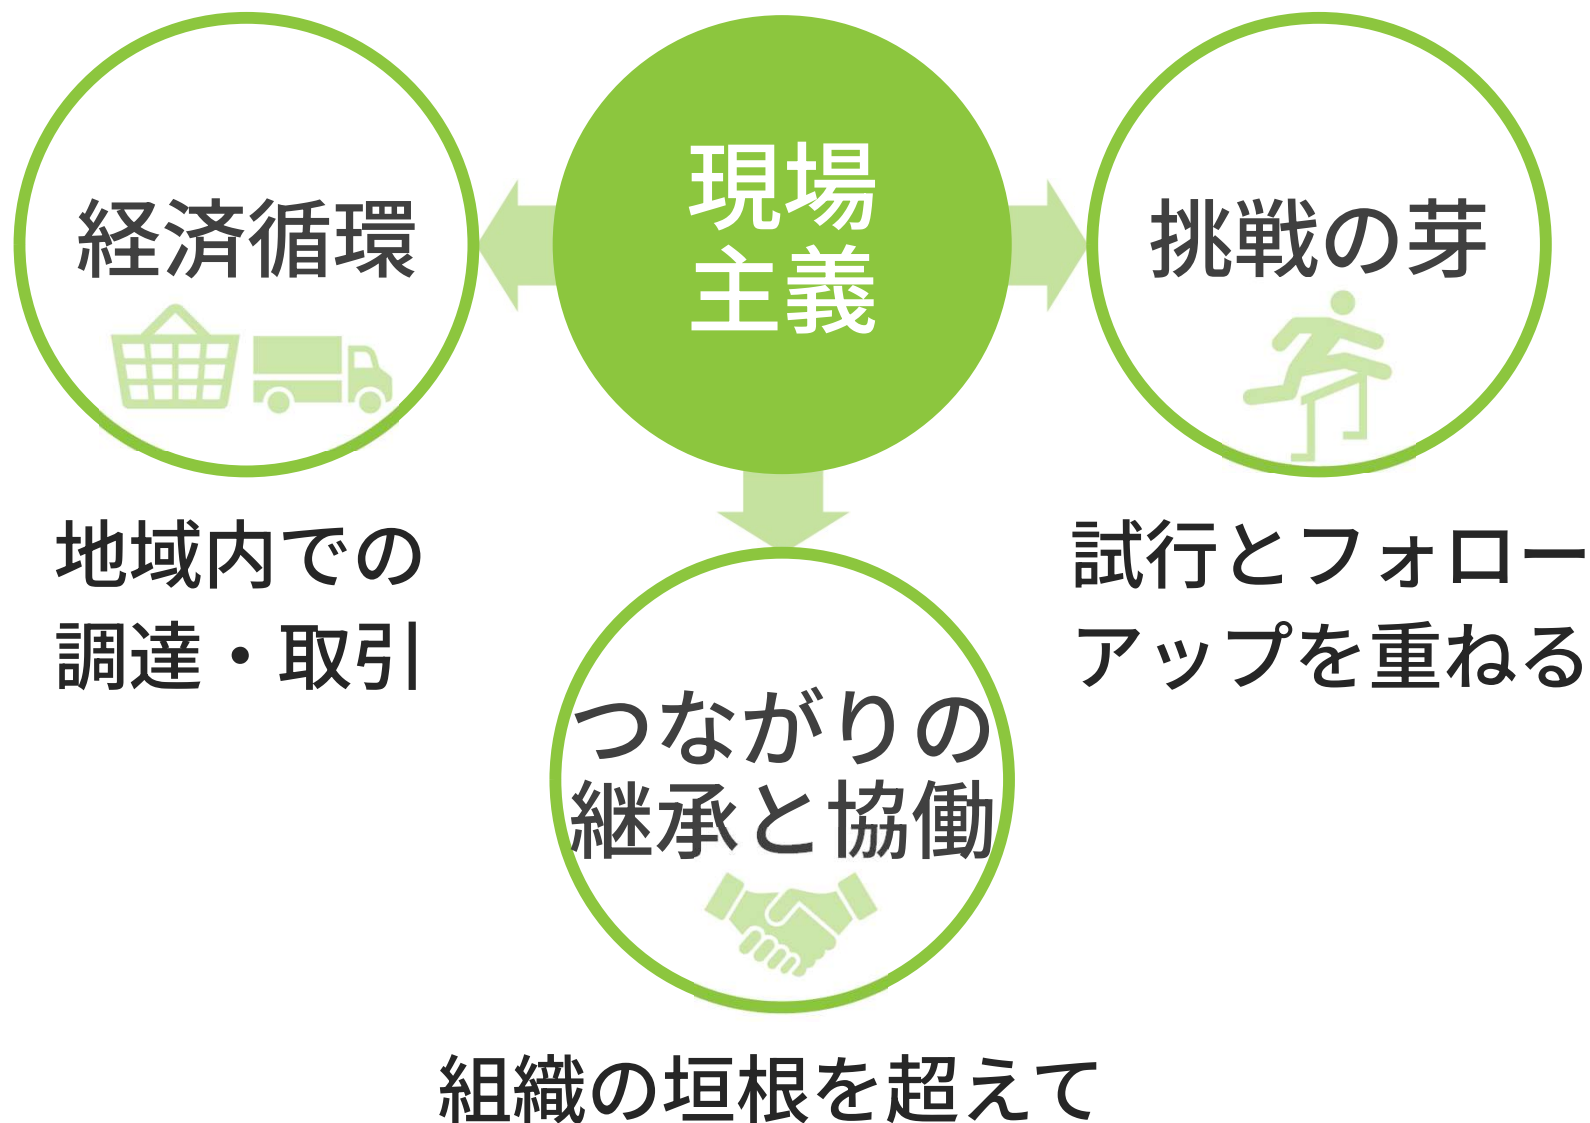 現場
主義
経済循環
地域内での
調達・取引
挑戦の芽
試行とフォロー
アップを重ねる
つながりの
継承と協働
組織の垣根を超えて